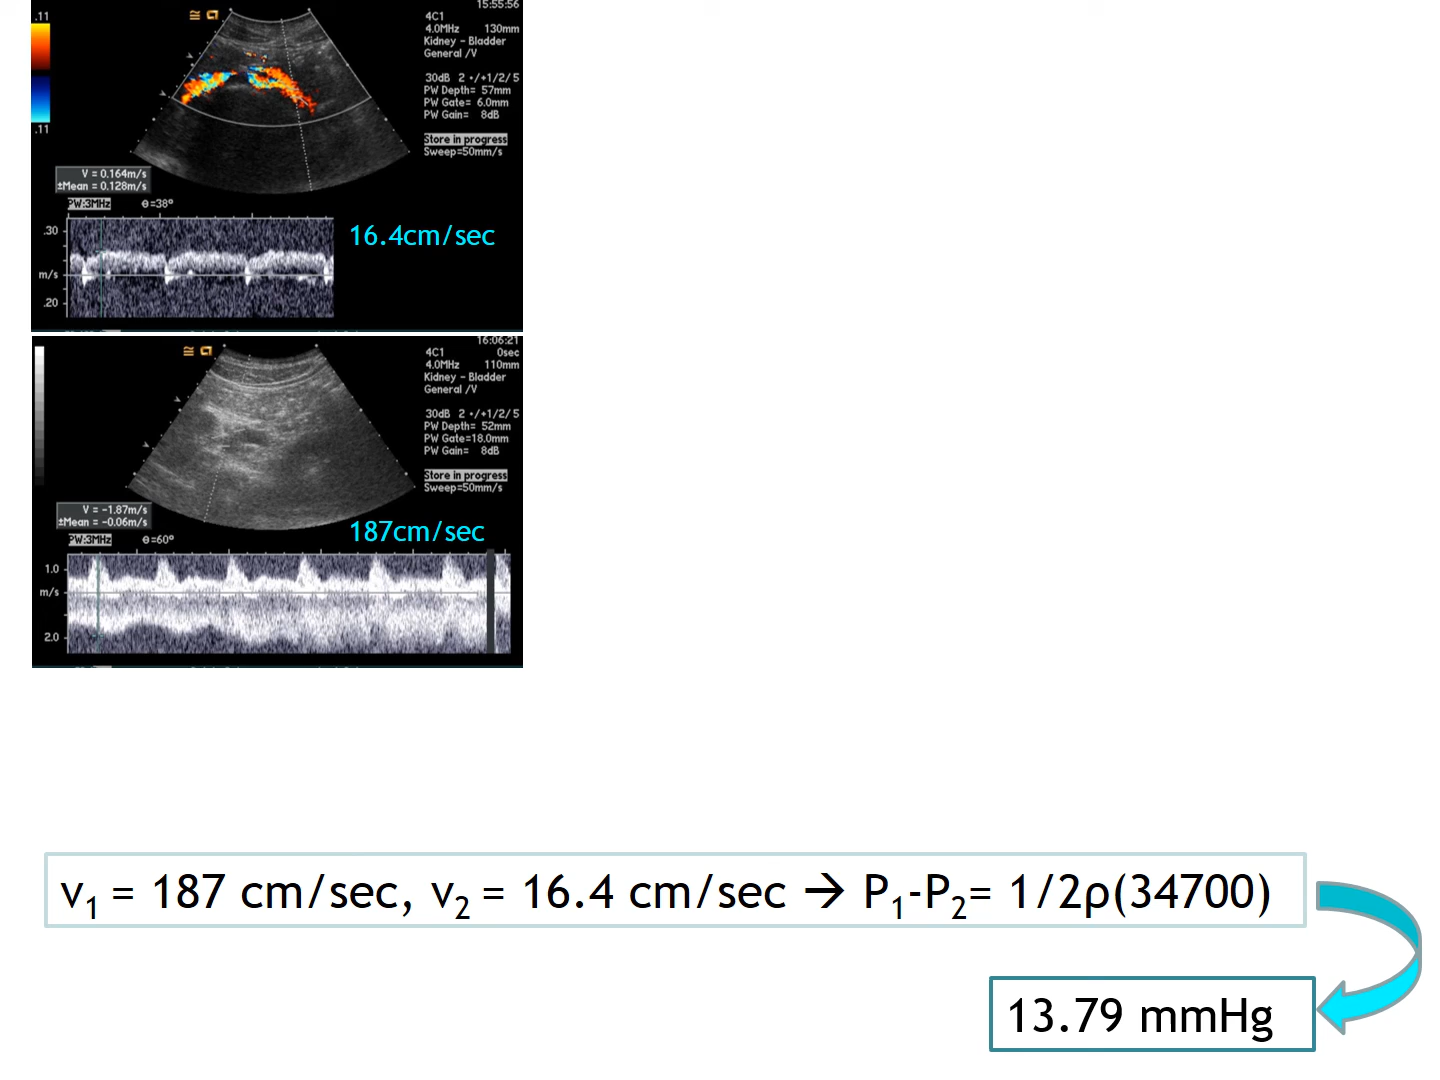 15:55:56
.11
4C1
4.0MHz 130mm
Kidney - Bladder
General /V
30dB 2 ·/+1/2/5
PW Depth= 57mm
PW Gate= 6.0mm
PW Gain= 8dB
.11
Store in progress
Sweep=50mm/s
V = 0.164m/s
±Mean = 0.128m/s
PW:3MHz θ=38°
.30
16.4cm/sec
m/s
.20
16:06:21
4C1 0sec
4.0MHz 110mm
Kidney - Bladder
General /V
30dB 2 ·/+1/2/5
PW Depth= 52mm
PW Gate=18.0mm
PW Gain= 8dB
Store in progress
Sweep=50mm/s
V = -1.87m/s
±Mean = -0.06m/s
187cm/sec
PW:3MHz θ=60°
1.0
m/s
2.0
v₁ = 187 cm/sec, v₂ = 16.4 cm/sec → P₁-P₂= 1/2ρ(34700)
13.79 mmHg